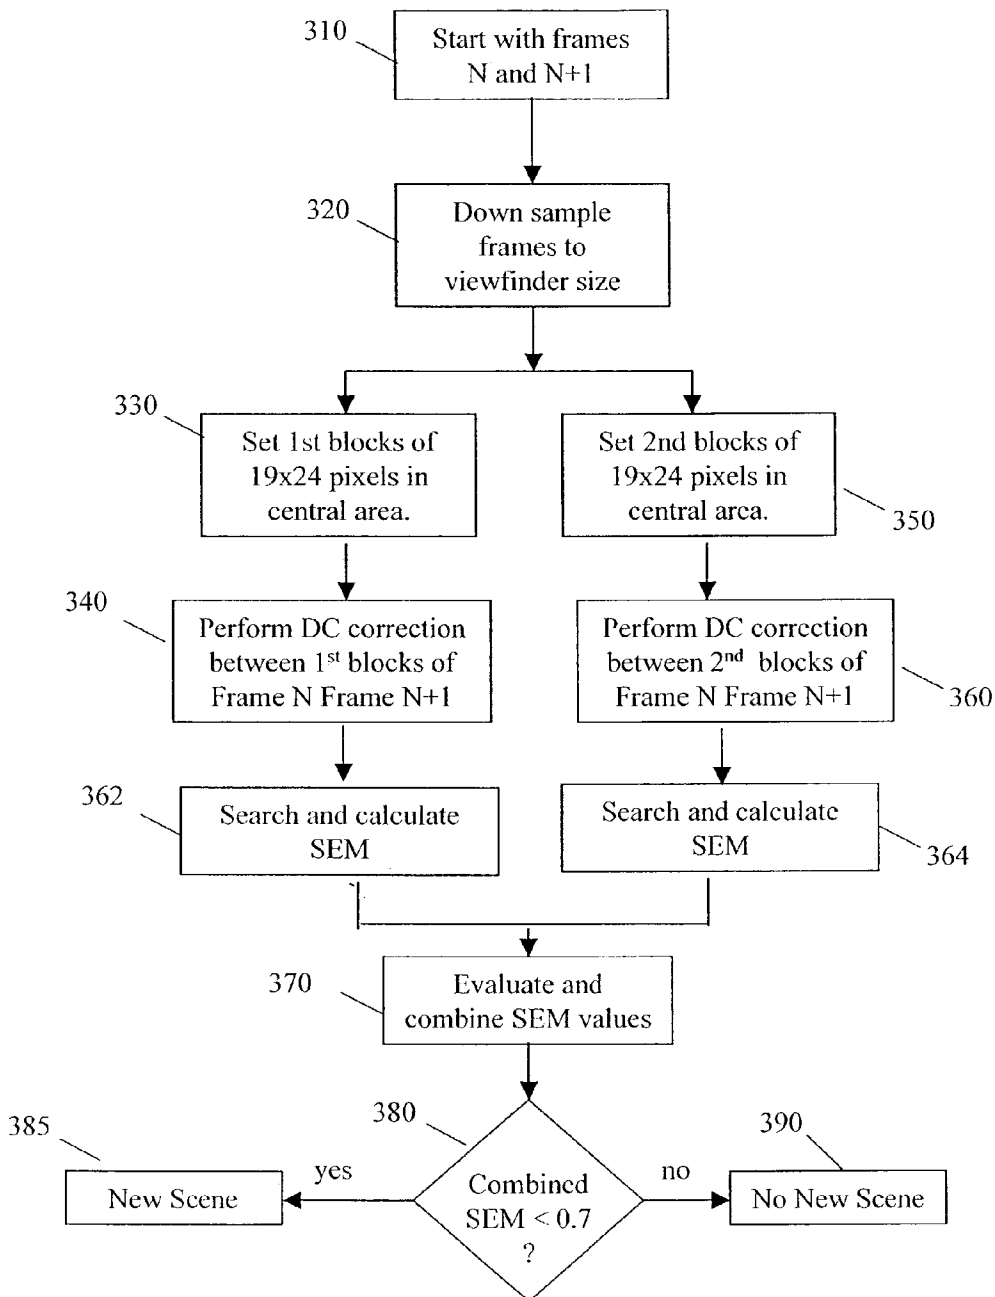 310
Start with frames
N and N+1
320
Down sample
frames to
viewfinder size
330
Set 1st blocks of
19x24 pixels in
central area.
Set 2nd blocks of
19x24 pixels in
central area.
350
340
Perform DC correction
between 1st blocks of
Frame N Frame N+1
Perform DC correction
between 2nd blocks of
Frame N Frame N+1
360
362
Search and calculate
SEM
Search and calculate
SEM
364
370
Evaluate and
combine SEM values
380
385
390
yes
no
New Scene
Combined
SEM < 0.7
?
No New Scene